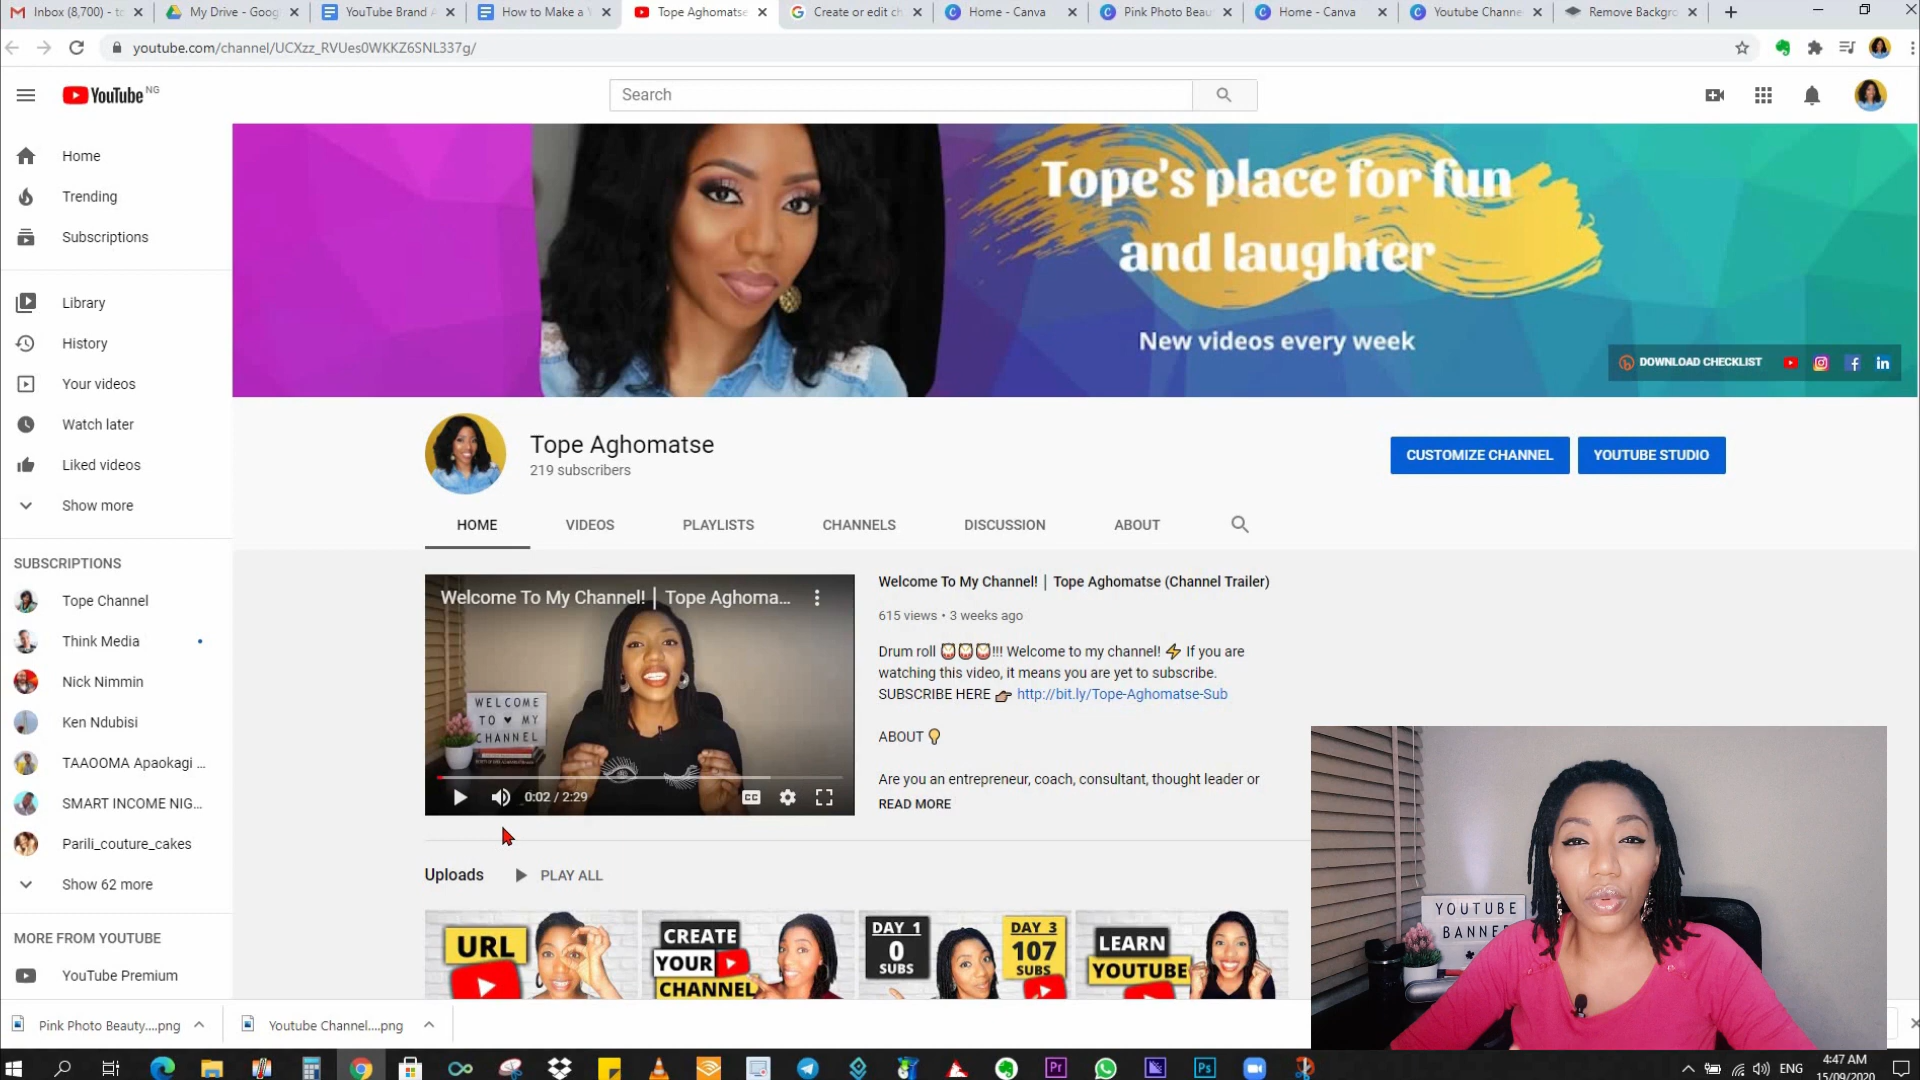 Inbox (8,700) - t
My Drive - Goog
YouTube Brand
How to Make a
Tope Aghomatse
Create or edit ch
Home - Canva
Pink Photo Beau
Home - Canva
Youtube Channe
Remove Backgro
youtube.com/channel/UCXzz_RVUes0WKKZ6SNL337g/
YouTube NG
Search
Home
Trending
Subscriptions
Library
History
Your videos
Watch later
Liked videos
Show more
SUBSCRIPTIONS
Tope Channel
Think Media
Nick Nimmin
Ken Ndubisi
TAAOOMA Apaokagi ...
SMART INCOME NIG...
Parili_couture_cakes
Show 62 more
MORE FROM YOUTUBE
YouTube Premium
Tope's place for fun
and laughter
New videos every week
DOWNLOAD CHECKLIST
Tope Aghomatse
219 subscribers
CUSTOMIZE CHANNEL
YOUTUBE STUDIO
HOME VIDEOS PLAYLISTS CHANNELS DISCUSSION ABOUT
Welcome To My Channel! | Tope Aghoma...
WELCOME
TO ♥ MY
CHANNEL
0:02 / 2:29
Welcome To My Channel! | Tope Aghomatse (Channel Trailer)
615 views • 3 weeks ago
Drum roll 🥁🥁🥁!!! Welcome to my channel! ⚡ If you are
watching this video, it means you are yet to subscribe.
SUBSCRIBE HERE 👉 http://bit.ly/Tope-Aghomatse-Sub
ABOUT 💡
Are you an entrepreneur, coach, consultant, thought leader or
READ MORE
Uploads
PLAY ALL
URL
CREATE
YOUR
CHANNEL
DAY 1
0
SUBS
DAY 3
107
SUBS
LEARN
YOUTUBE
YOUTUBE
BANNE
Pink Photo Beauty....png
Youtube Channel....png
Pr
Ps
ENG
4:47 AM
15/09/2020